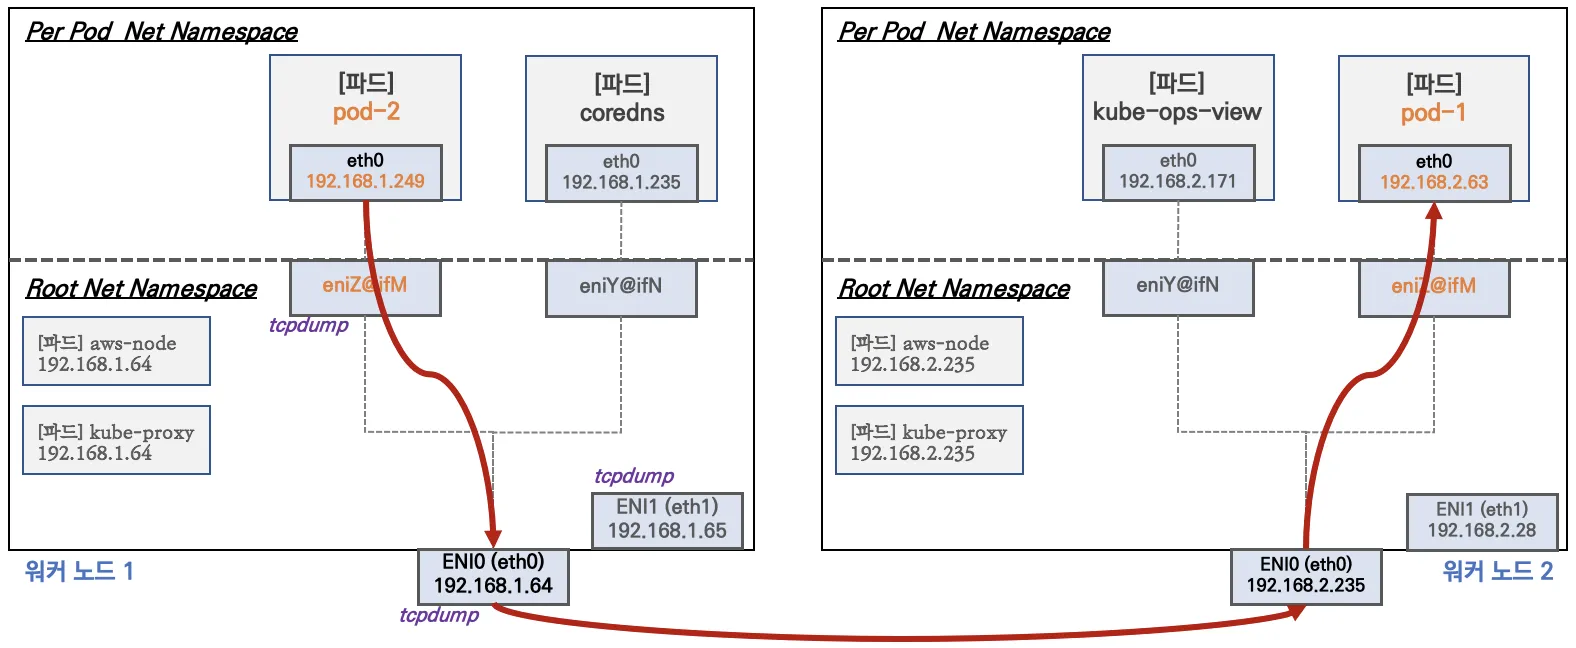 Per Pod Net Namespace
[파드]
pod-2
eth0
192.168.1.249
[파드]
coredns
eth0
192.168.1.235
Root Net Namespace
eniZ@ifM
eniY@ifN
tcpdump
[파드] aws-node
192.168.1.64
[파드] kube-proxy
192.168.1.64
tcpdump
ENI1 (eth1)
192.168.1.65
워커 노드 1
ENI0 (eth0)
192.168.1.64
tcpdump
Per Pod Net Namespace
[파드]
kube-ops-view
eth0
192.168.2.171
[파드]
pod-1
eth0
192.168.2.63
Root Net Namespace
eniY@ifN
eniZ@ifM
[파드] aws-node
192.168.2.235
[파드] kube-proxy
192.168.2.235
ENI1 (eth1)
192.168.2.28
ENI0 (eth0)
192.168.2.235
워커 노드 2